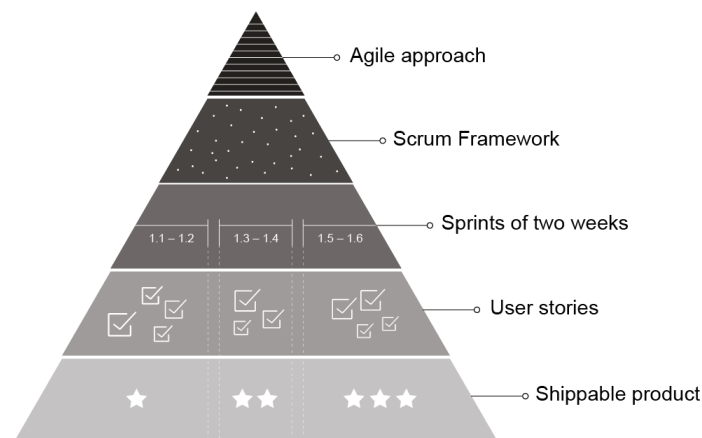 Agile approach
Scrum Framework
Sprints of two weeks
1.1 – 1.2
1.3 – 1.4
1.5 – 1.6
User stories
Shippable product